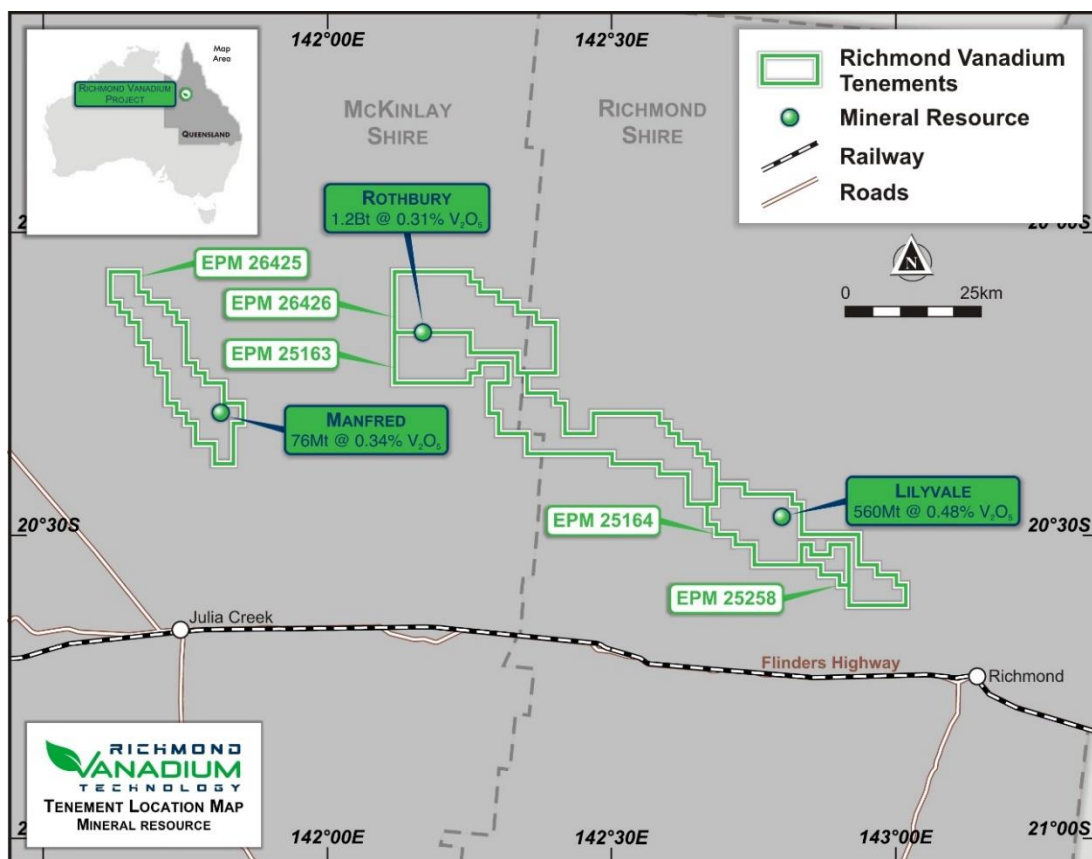 142°00E
142°30E
Map
Area
RICHMOND VANADIUM
PROJECT
QUEENSLAND
MCKINLAY
SHIRE
RICHMOND
SHIRE
Richmond Vanadium
Tenements
Mineral Resource
Railway
Roads
20°00S
N
0 25km
ROTHBURY
1.2Bt @ 0.31% V₂O₅
EPM 26425
EPM 26426
EPM 25163
MANFRED
76Mt @ 0.34% V₂O₅
LILYVALE
560Mt @ 0.48% V₂O₅
EPM 25164
20°30S
20°30S
EPM 25258
Julia Creek
Flinders Highway
Richmond
RICHMOND
VANADIUM
TECHNOLOGY
TENEMENT LOCATION MAP
MINERAL RESOURCE
142°00E
142°30E
143°00E
21°00S